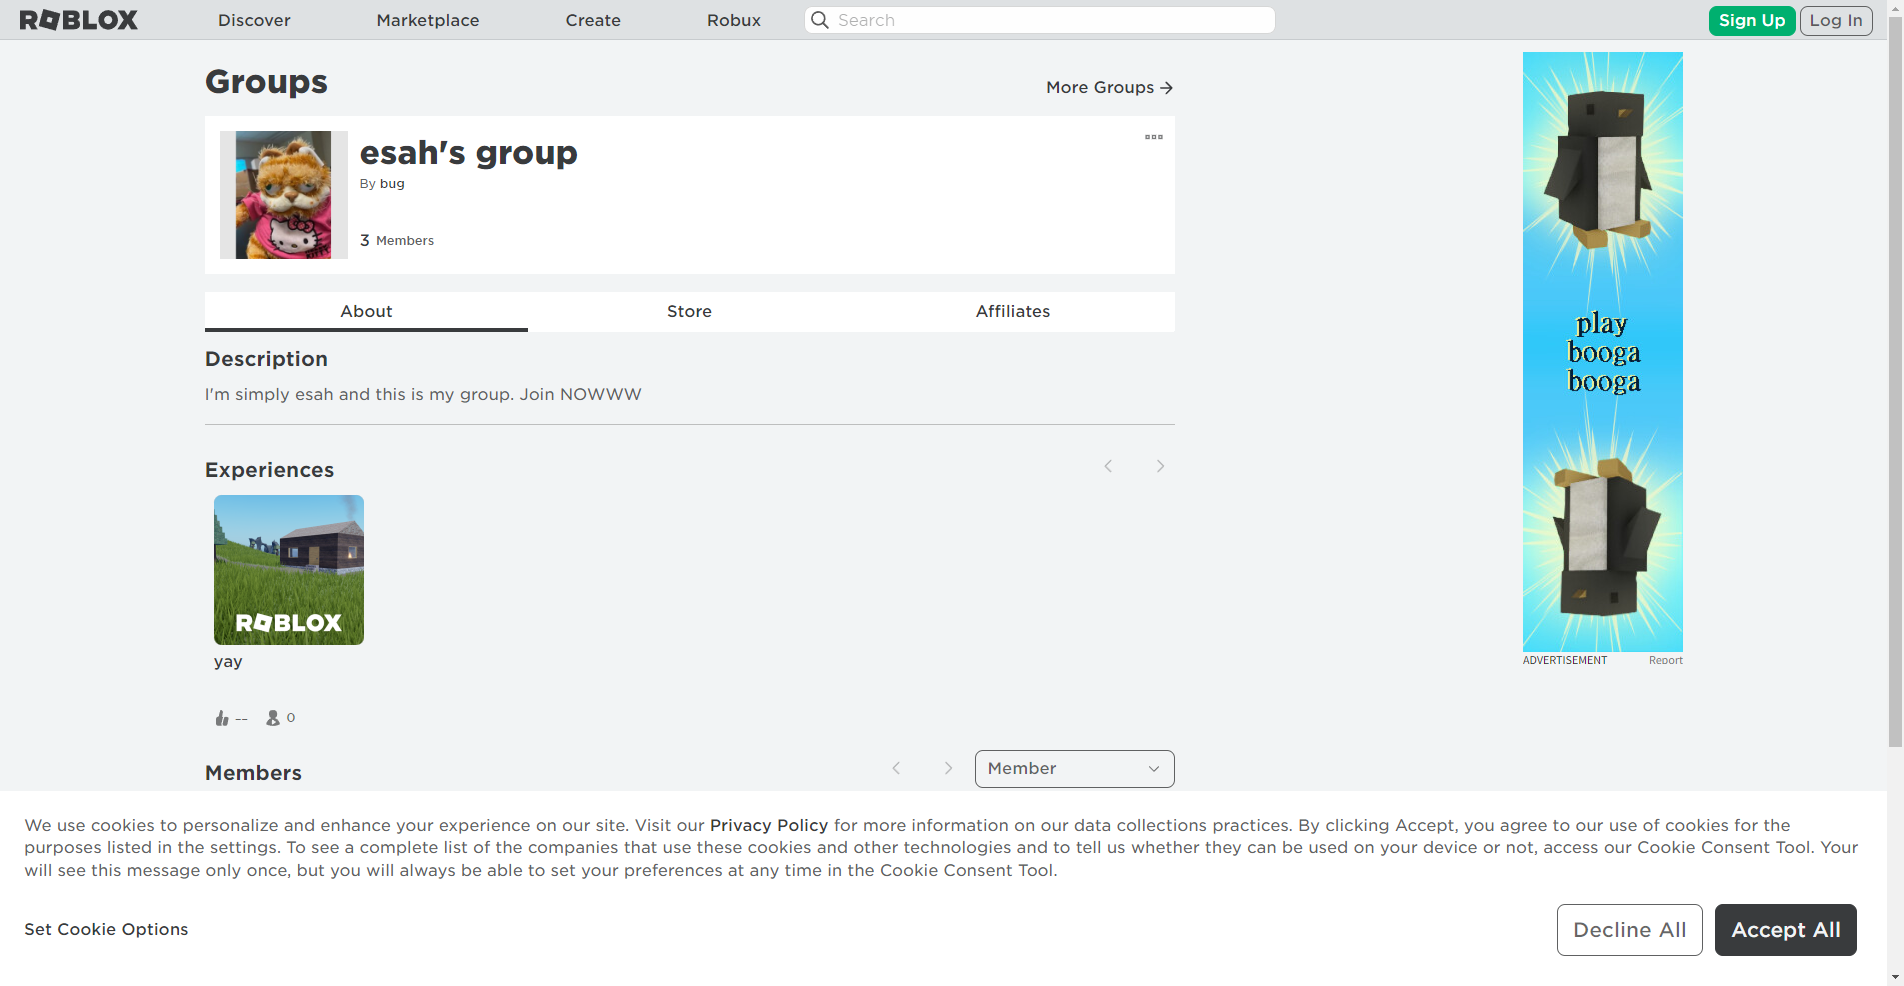 ROBLOX
Discover
Marketplace
Create
Robux
Search
Sign Up
Log In
Groups
More Groups
esah's group
By bug
3 Members
About
Store
Affiliates
Description
I'm simply esah and this is my group. Join NOWWW
Experiences
ROBLOX
yay
--
0
Members
Member
play
booga
booga
ADVERTISEMENT
Report
We use cookies to personalize and enhance your experience on our site. Visit our Privacy Policy for more information on our data collections practices. By clicking Accept, you agree to our use of cookies for the
purposes listed in the settings. To see a complete list of the companies that use these cookies and other technologies and to tell us whether they can be used on your device or not, access our Cookie Consent Tool. Your
will see this message only once, but you will always be able to set your preferences at any time in the Cookie Consent Tool.
Set Cookie Options
Decline All
Accept All